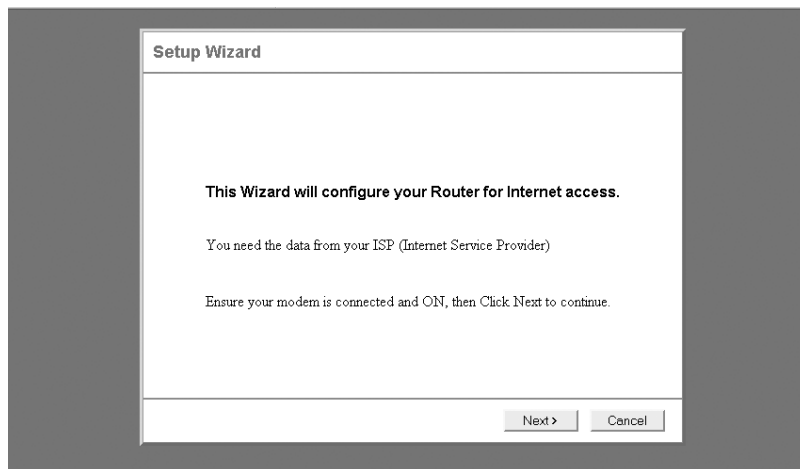 Setup Wizard
This Wizard will configure your Router for Internet access.
You need the data from your ISP (Internet Service Provider)
Ensure your modem is connected and ON, then Click Next to continue.
Next >
Cancel